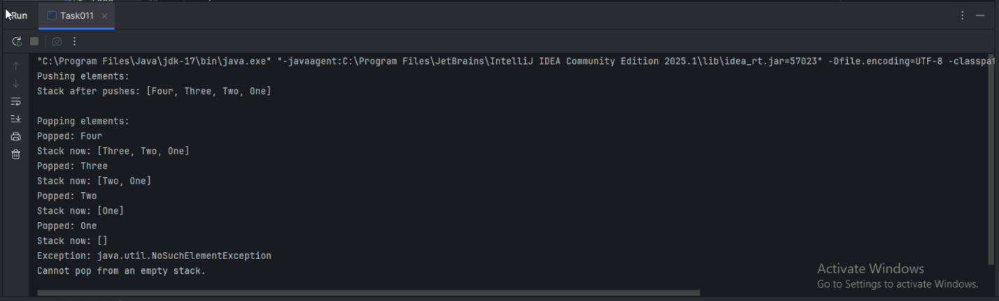 Run Task011
"C:\Program Files\Java\jdk-17\bin\java.exe" "-javaagent:C:\Program Files\JetBrains\IntelliJ IDEA Community Edition 2025.1\lib\idea_rt.jar=57023" -Dfile.encoding=UTF-8 -classpat
Pushing elements:
Stack after pushes: [Four, Three, Two, One]
Popping elements:
Popped: Four
Stack now: [Three, Two, One]
Popped: Three
Stack now: [Two, One]
Popped: Two
Stack now: [One]
Popped: One
Stack now: []
Exception: java.util.NoSuchElementException
Cannot pop from an empty stack.
Activate Windows
Go to Settings to activate Windows.